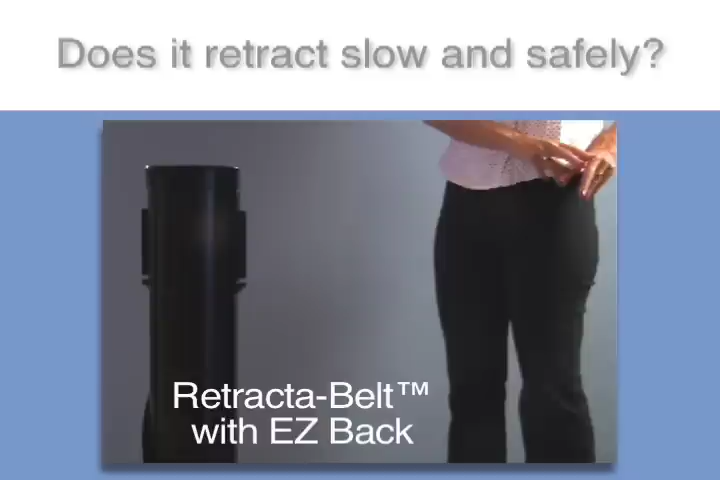 Does it retract slow and safely?
Retracta-Belt™
with EZ Back